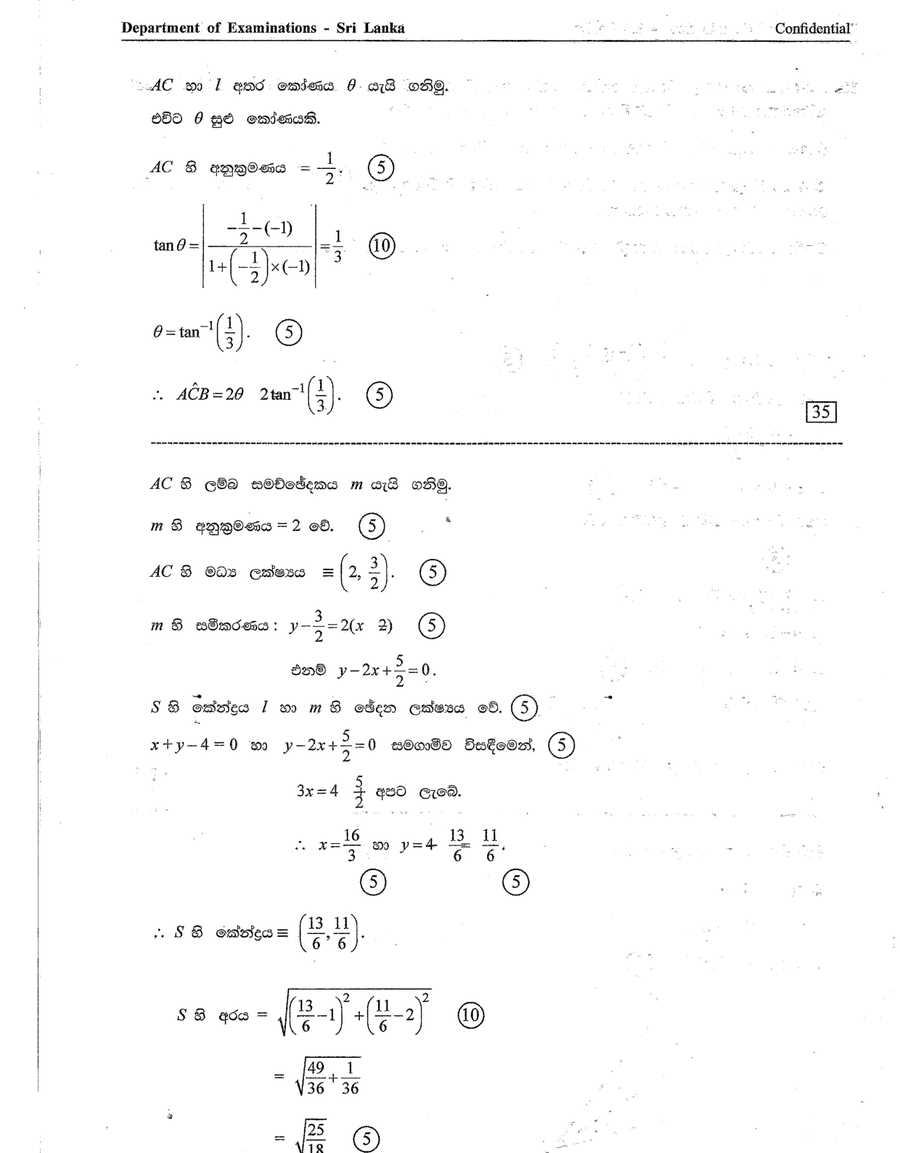 Department of Examinations - Sri Lanka Confidential
AC හා l අතර කෝණය θ යැයි ගනිමු.
එවිට θ සුළු කෝණයකි.
AC හි අනුක්‍රමණය = -1/2. (5)
tan θ = |(-1/2-(-1))/(1+(-1/2)×(-1))| = 1/3 (10)
θ = tan⁻¹(1/3). (5)
∴ AĈB = 2θ 2 tan⁻¹(1/3). (5)
35
AC හි ලම්බ සමච්ඡේදකය m යැයි ගනිමු.
m හි අනුක්‍රමණය = 2 වේ. (5)
AC හි මධ්‍ය ලක්ෂ්‍යය ≡ (2, 3/2). (5)
m හි සමීකරණය : y-3/2 = 2(x 2) (5)
එනම් y-2x+5/2=0.
S හි කේන්ද්‍රය l හා m හි ඡේදන ලක්ෂ්‍යය වේ. (5)
x+y-4=0 හා y-2x+5/2=0 සමගාමීව විසඳීමෙන්, (5)
3x=4 + 5/2 අපට ලැබේ.
∴ x=16/3 හා y=4- 13/6 = 11/6.
(5) (5)
∴ S හි කේන්ද්‍රය ≡ (13/6, 11/6).
S හි අරය = √((13/6-1)²+(11/6-2)²) (10)
= √(49/36+1/36)
= √(25/18) (5)